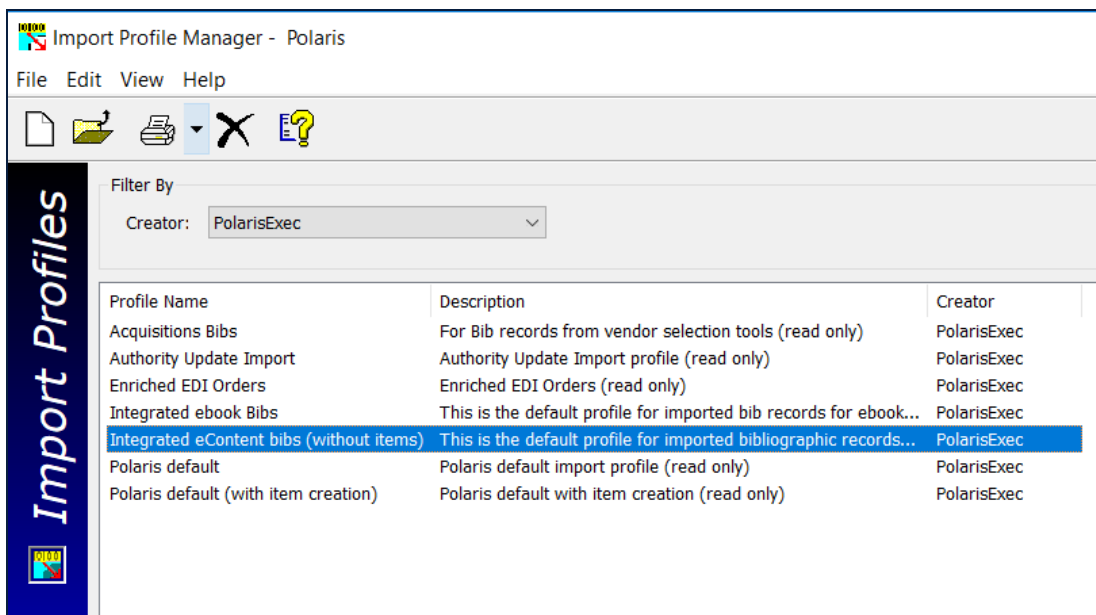 Import Profile Manager - Polaris
File Edit View Help
Import Profiles
Filter By
Creator: PolarisExec
Profile Name Description Creator
Acquisitions Bibs For Bib records from vendor selection tools (read only) PolarisExec
Authority Update Import Authority Update Import profile (read only) PolarisExec
Enriched EDI Orders Enriched EDI Orders (read only) PolarisExec
Integrated ebook Bibs This is the default profile for imported bib records for ebook... PolarisExec
Integrated eContent bibs (without items) This is the default profile for imported bibliographic records... PolarisExec
Polaris default Polaris default import profile (read only) PolarisExec
Polaris default (with item creation) Polaris default with item creation (read only) PolarisExec